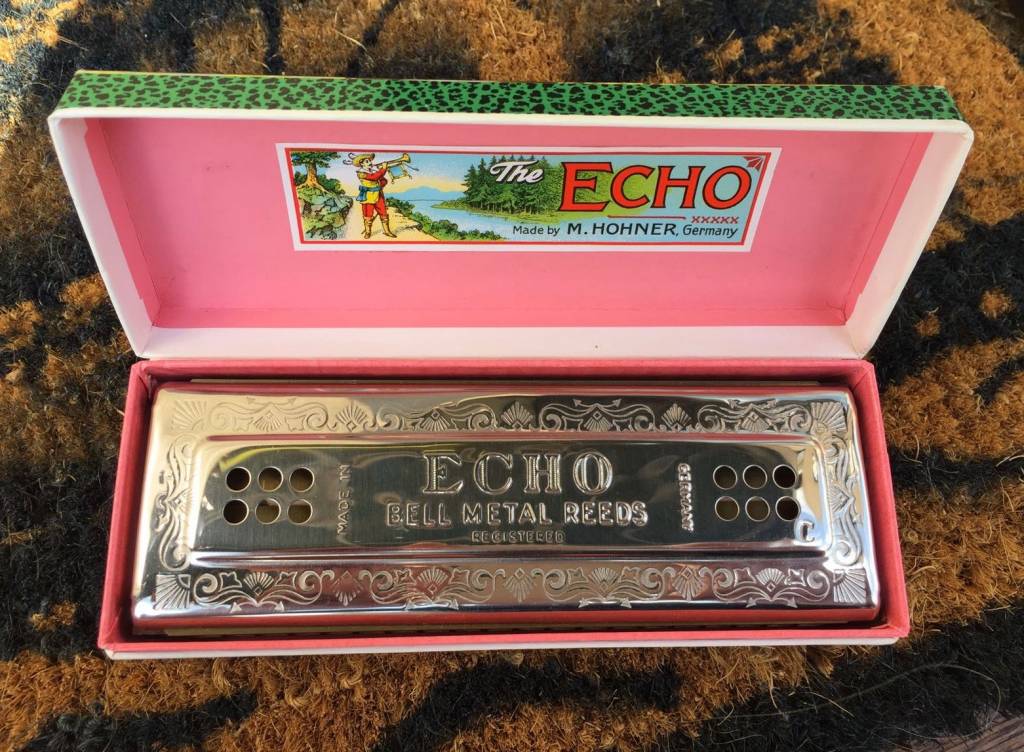 The ECHO
xxxxx
Made by M. HOHNER, Germany
MADE IN
ECHO
GERMANY
BELL METAL REEDS
REGISTERED
C